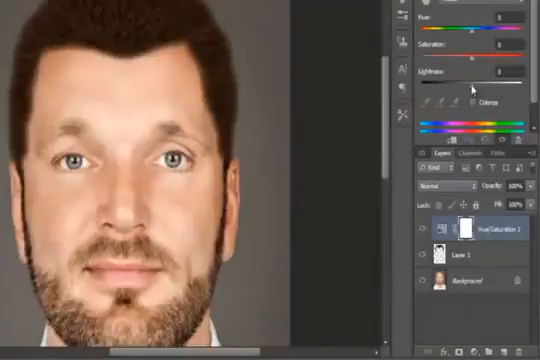 Hue: 0
Saturation: 0
Lightness: 0
Colorize
Layers Channels Paths
Kind
Normal Opacity: 100%
Lock: Fill: 100%
Hue/Saturation 1
Layer 1
Background
fx